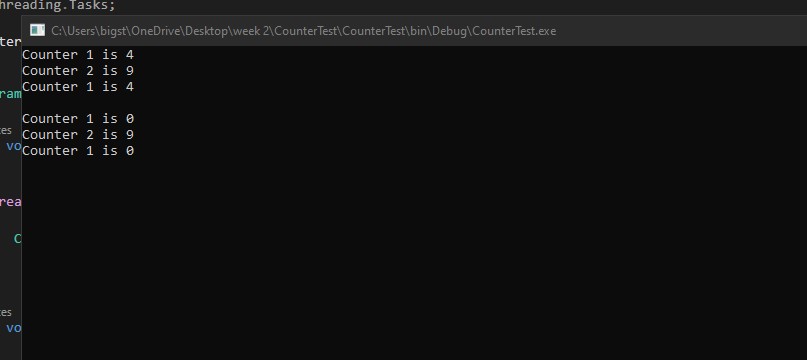 hreading.Tasks;
C:\Users\bigst\OneDrive\Desktop\week 2\CounterTest\CounterTest\bin\Debug\CounterTest.exe
ter
Counter 1 is 4
Counter 2 is 9
Counter 1 is 4
ram
Counter 1 is 0
ces
Counter 2 is 9
vo
Counter 1 is 0
rea
C
ces
vo